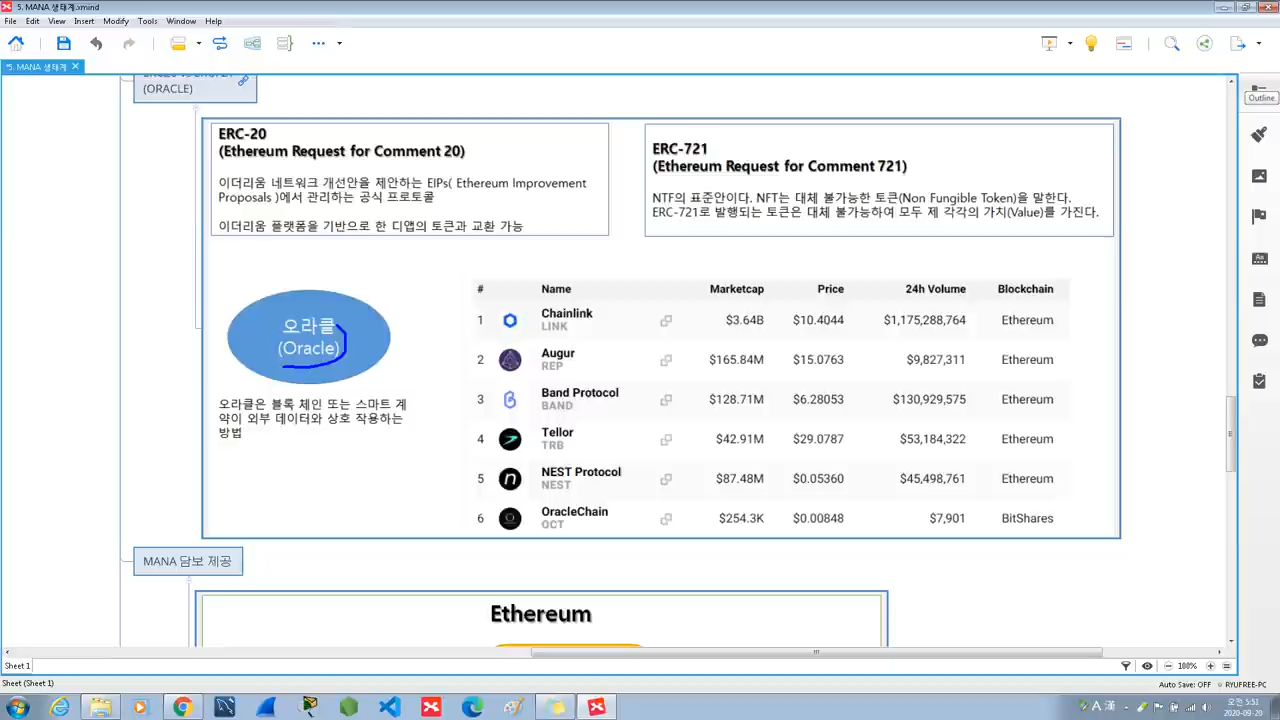 5. MANA 생태계.xmind
File Edit View Insert Modify Tools Window Help
*5. MANA 생태계
Outline
(ORACLE)
ERC-20
(Ethereum Request for Comment 20)
이더리움 네트워크 개선안을 제안하는 EIPs( Ethereum Improvement
Proposals )에서 관리하는 공식 프로토콜
이더리움 플랫폼을 기반으로 한 디앱의 토큰과 교환 가능
ERC-721
(Ethereum Request for Comment 721)
NTF의 표준안이다. NFT는 대체 불가능한 토큰(Non Fungible Token)을 말한다.
ERC-721로 발행되는 토큰은 대체 불가능하여 모두 제 각각의 가치(Value)를 가진다.
오라클
(Oracle)
오라클은 블록 체인 또는 스마트 계
약이 외부 데이터와 상호 작용하는
방법
# Name Marketcap Price 24h Volume Blockchain
1 Chainlink $3.64B $10.4044 $1,175,288,764 Ethereum
LINK
2 Augur $165.84M $15.0763 $9,827,311 Ethereum
REP
3 Band Protocol $128.71M $6.28053 $130,929,575 Ethereum
BAND
4 Tellor $42.91M $29.0787 $53,184,322 Ethereum
TRB
5 NEST Protocol $87.48M $0.05360 $45,498,761 Ethereum
NEST
6 OracleChain $254.3K $0.00848 $7,901 BitShares
OCT
MANA 담보 제공
Ethereum
Sheet 1
100%
Sheet (Sheet 1)
Auto Save: OFF
RYUFREE-PC
A 漢
오전 5:51
2020-09-20